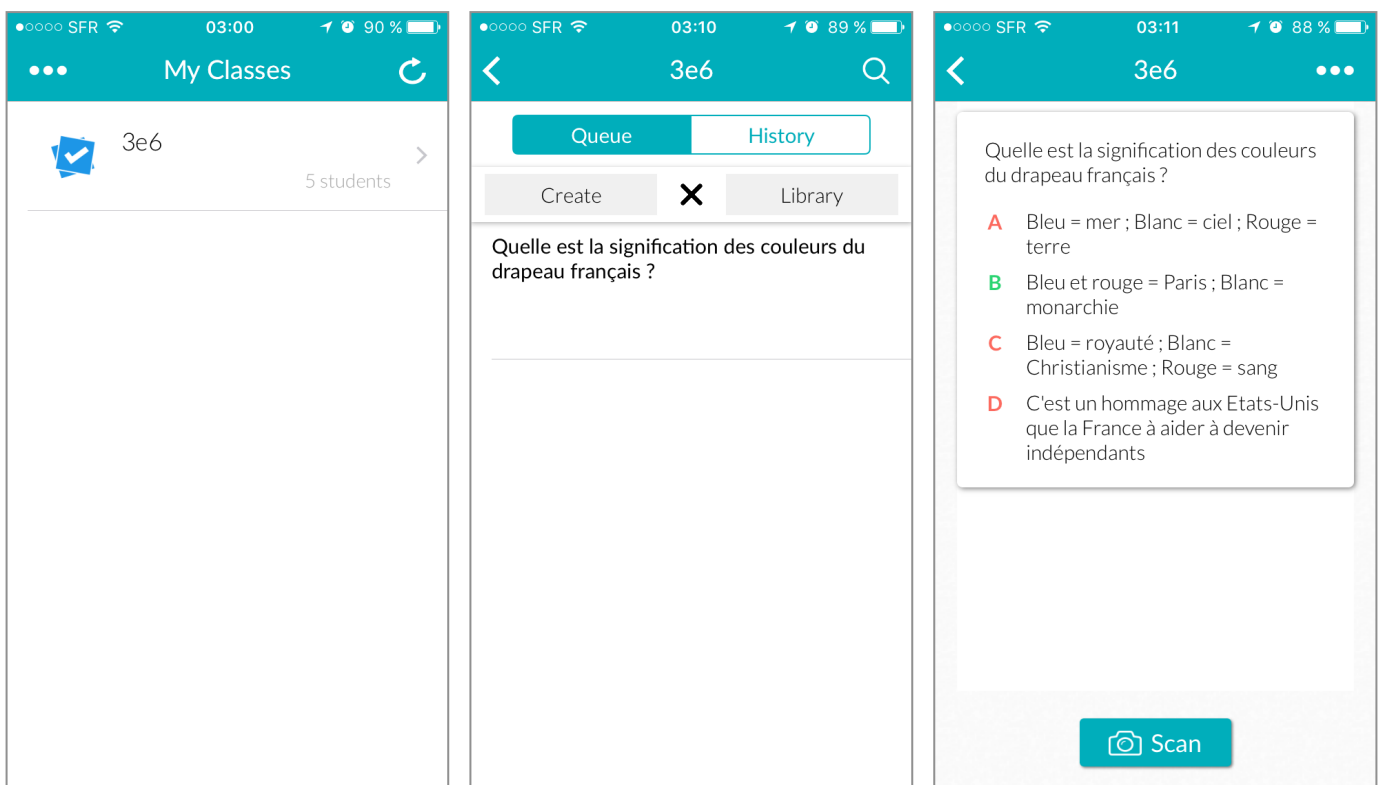 SFR 03:00 90 %
My Classes
3e6
5 students
SFR 03:10 89 %
3e6
Queue History
Create Library
Quelle est la signification des couleurs du
drapeau français ?
SFR 03:11 88 %
3e6
Quelle est la signification des couleurs
du drapeau français ?
A Bleu = mer ; Blanc = ciel ; Rouge =
terre
B Bleu et rouge = Paris ; Blanc =
monarchie
C Bleu = royauté ; Blanc =
Christianisme ; Rouge = sang
D C'est un hommage aux Etats-Unis
que la France à aider à devenir
indépendants
Scan